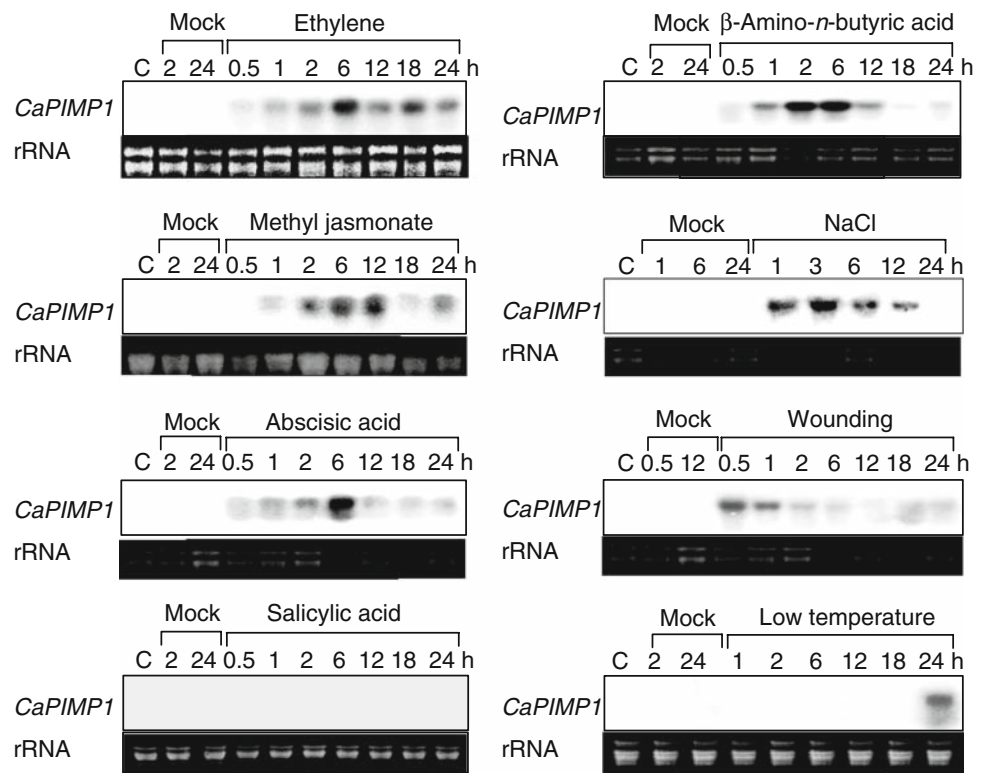 Mock Ethylene
C 2 24 0.5 1 2 6 12 18 24 h
CaPIMP1
rRNA
Mock β-Amino-n-butyric acid
C 2 24 0.5 1 2 6 12 18 24 h
CaPIMP1
rRNA
Mock Methyl jasmonate
C 2 24 0.5 1 2 6 12 18 24 h
CaPIMP1
rRNA
Mock NaCl
C 1 6 24 1 3 6 12 24 h
CaPIMP1
rRNA
Mock Abscisic acid
C 2 24 0.5 1 2 6 12 18 24 h
CaPIMP1
rRNA
Mock Wounding
C 0.5 12 0.5 1 2 6 12 18 24 h
CaPIMP1
rRNA
Mock Salicylic acid
C 2 24 0.5 1 2 6 12 18 24 h
CaPIMP1
rRNA
Mock Low temperature
C 2 24 1 2 6 12 18 24 h
CaPIMP1
rRNA